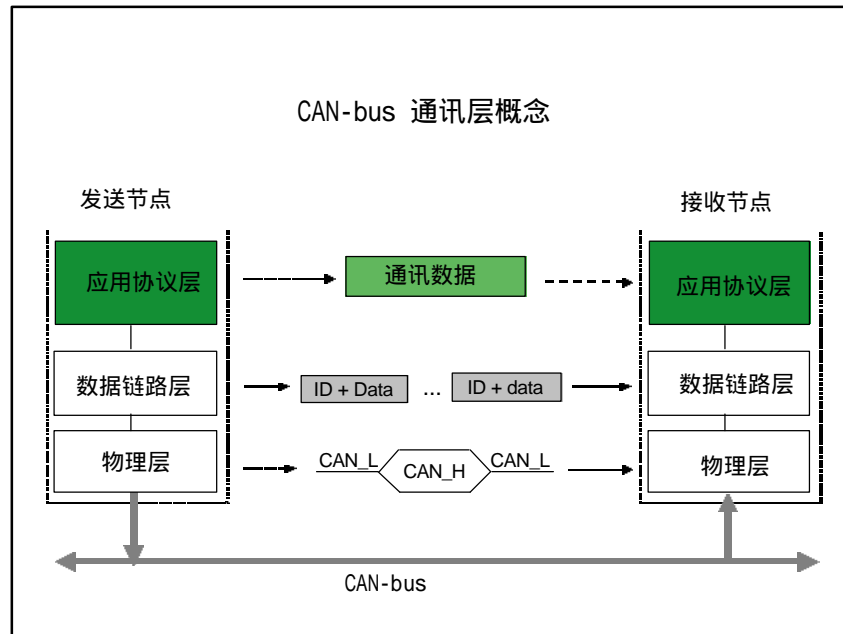 CAN-bus 通讯层概念
发送节点
接收节点
应用协议层
通讯数据
应用协议层
数据链路层
ID + Data
...
ID + data
数据链路层
物理层
CAN_L
CAN_H
CAN_L
物理层
CAN-bus